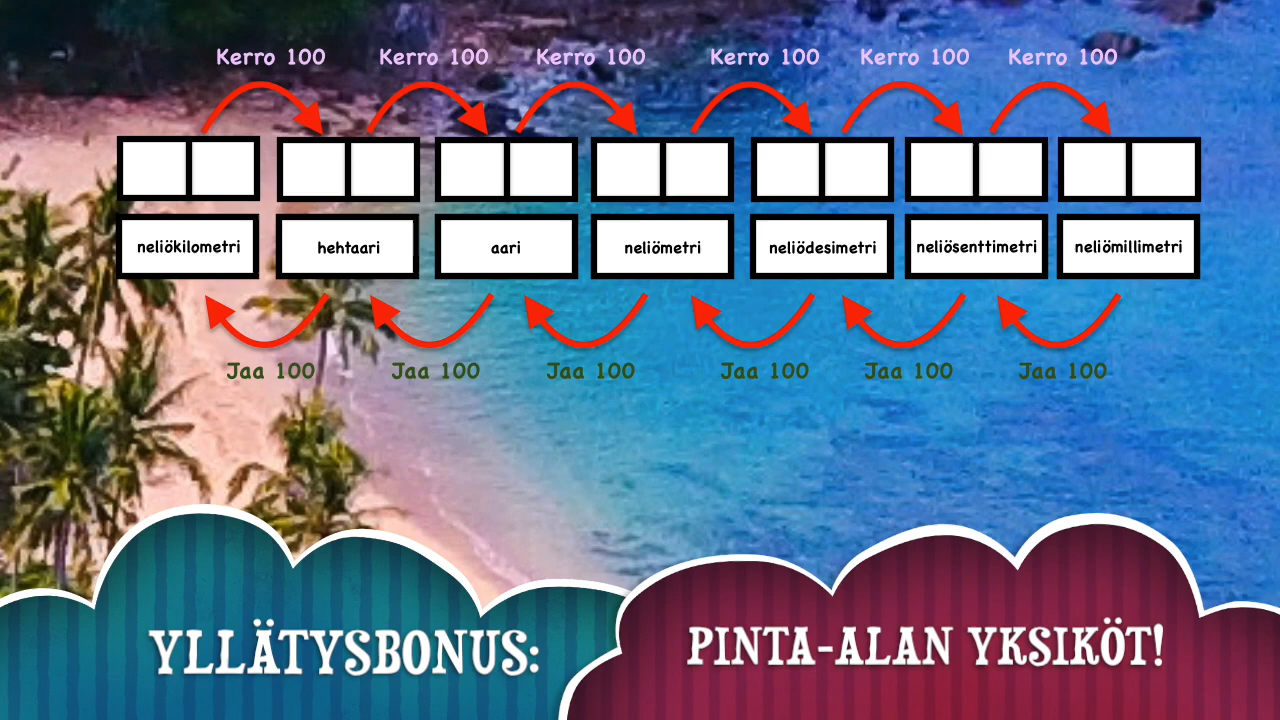 Kerro 100 Kerro 100 Kerro 100 Kerro 100 Kerro 100 Kerro 100
neliökilometri hehtaari aari neliömetri neliödesimetri neliösenttimetri neliömillimetri
Jaa 100 Jaa 100 Jaa 100 Jaa 100 Jaa 100 Jaa 100
YLLÄTYSBONUS: PINTA-ALAN YKSIKÖT!